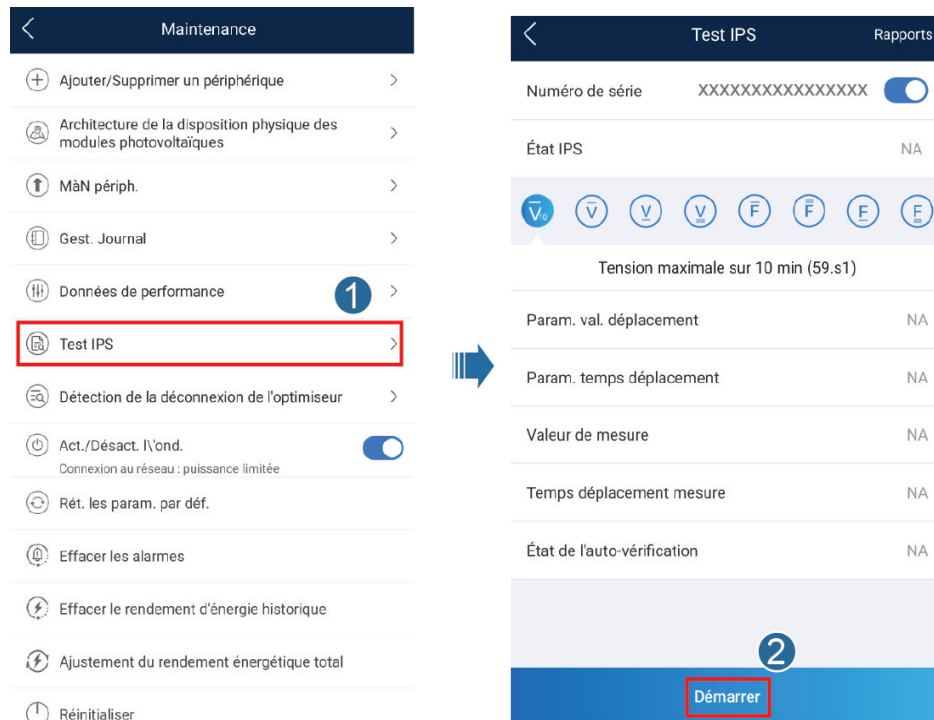 Maintenance
Ajouter/Supprimer un périphérique
Architecture de la disposition physique des
modules photovoltaïques
MàN périph.
Gest. Journal
Données de performance
1
Test IPS
Détection de la déconnexion de l'optimiseur
Act./Désact. l\'ond.
Connexion au réseau : puissance limitée
Rét. les param. par déf.
Effacer les alarmes
Effacer le rendement d'énergie historique
Ajustement du rendement énergétique total
Réinitialiser
Test IPS
Rapports
Numéro de série XXXXXXXXXXXXXXXX
État IPS NA
V̅₀ V̅ V̲ V̳ F̅ F̿ F̲ F̳
Tension maximale sur 10 min (59.s1)
Param. val. déplacement NA
Param. temps déplacement NA
Valeur de mesure NA
Temps déplacement mesure NA
État de l'auto-vérification NA
2
Démarrer